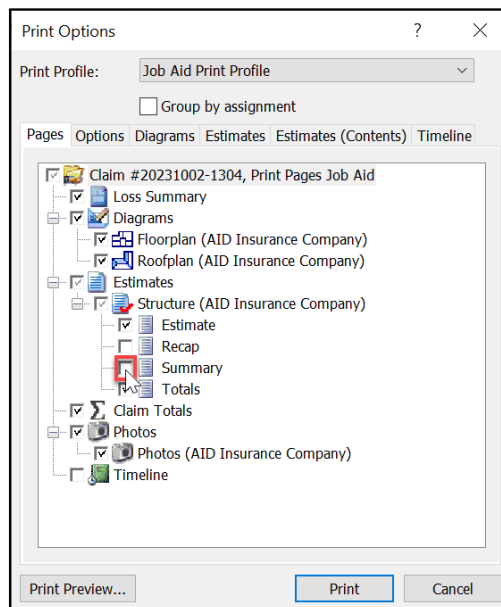 Print Options ?
Print Profile: Job Aid Print Profile
Group by assignment
Pages Options Diagrams Estimates Estimates (Contents) Timeline
Claim #20231002-1304, Print Pages Job Aid
Loss Summary
Diagrams
Floorplan (AID Insurance Company)
Roofplan (AID Insurance Company)
Estimates
Structure (AID Insurance Company)
Estimate
Recap
Summary
Totals
Claim Totals
Photos
Photos (AID Insurance Company)
Timeline
Print Preview... Print Cancel